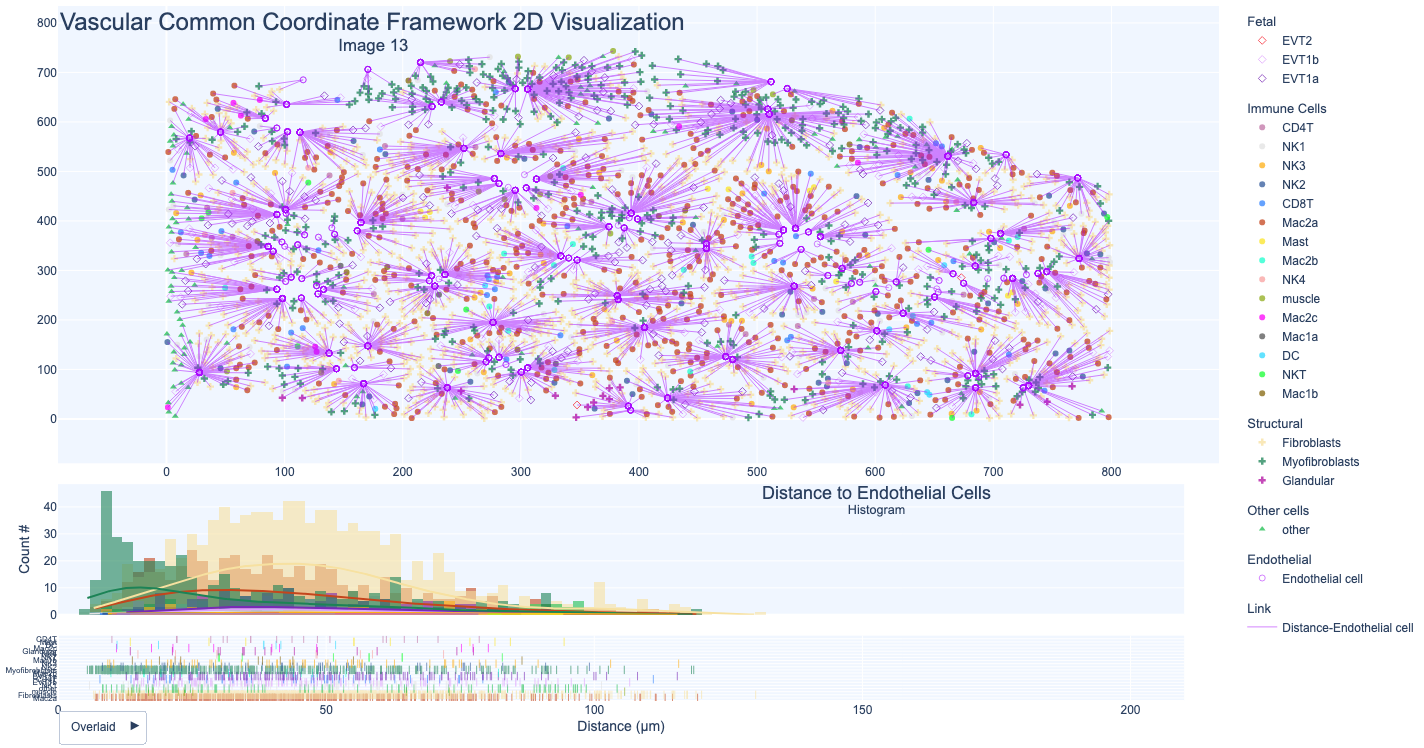 Vascular Common Coordinate Framework 2D Visualization
Image 13
800
700
600
500
400
300
200
100
0
0 100 200 300 400 500 600 700 800
Fetal
EVT2
EVT1b
EVT1a
Immune Cells
CD4T
NK1
NK3
NK2
CD8T
Mac2a
Mast
Mac2b
NK4
muscle
Mac2c
Mac1a
DC
NKT
Mac1b
Structural
Fibroblasts
Myofibroblasts
Glandular
Other cells
other
Endothelial
Endothelial cell
Link
Distance-Endothelial cell
Distance to Endothelial Cells
Histogram
Count #
40
30
20
10
0
CD4T
Glandular
Myofibroblasts
Fibroblasts
Mac2a
0 50 100 150 200
Distance (μm)
Overlaid ▶